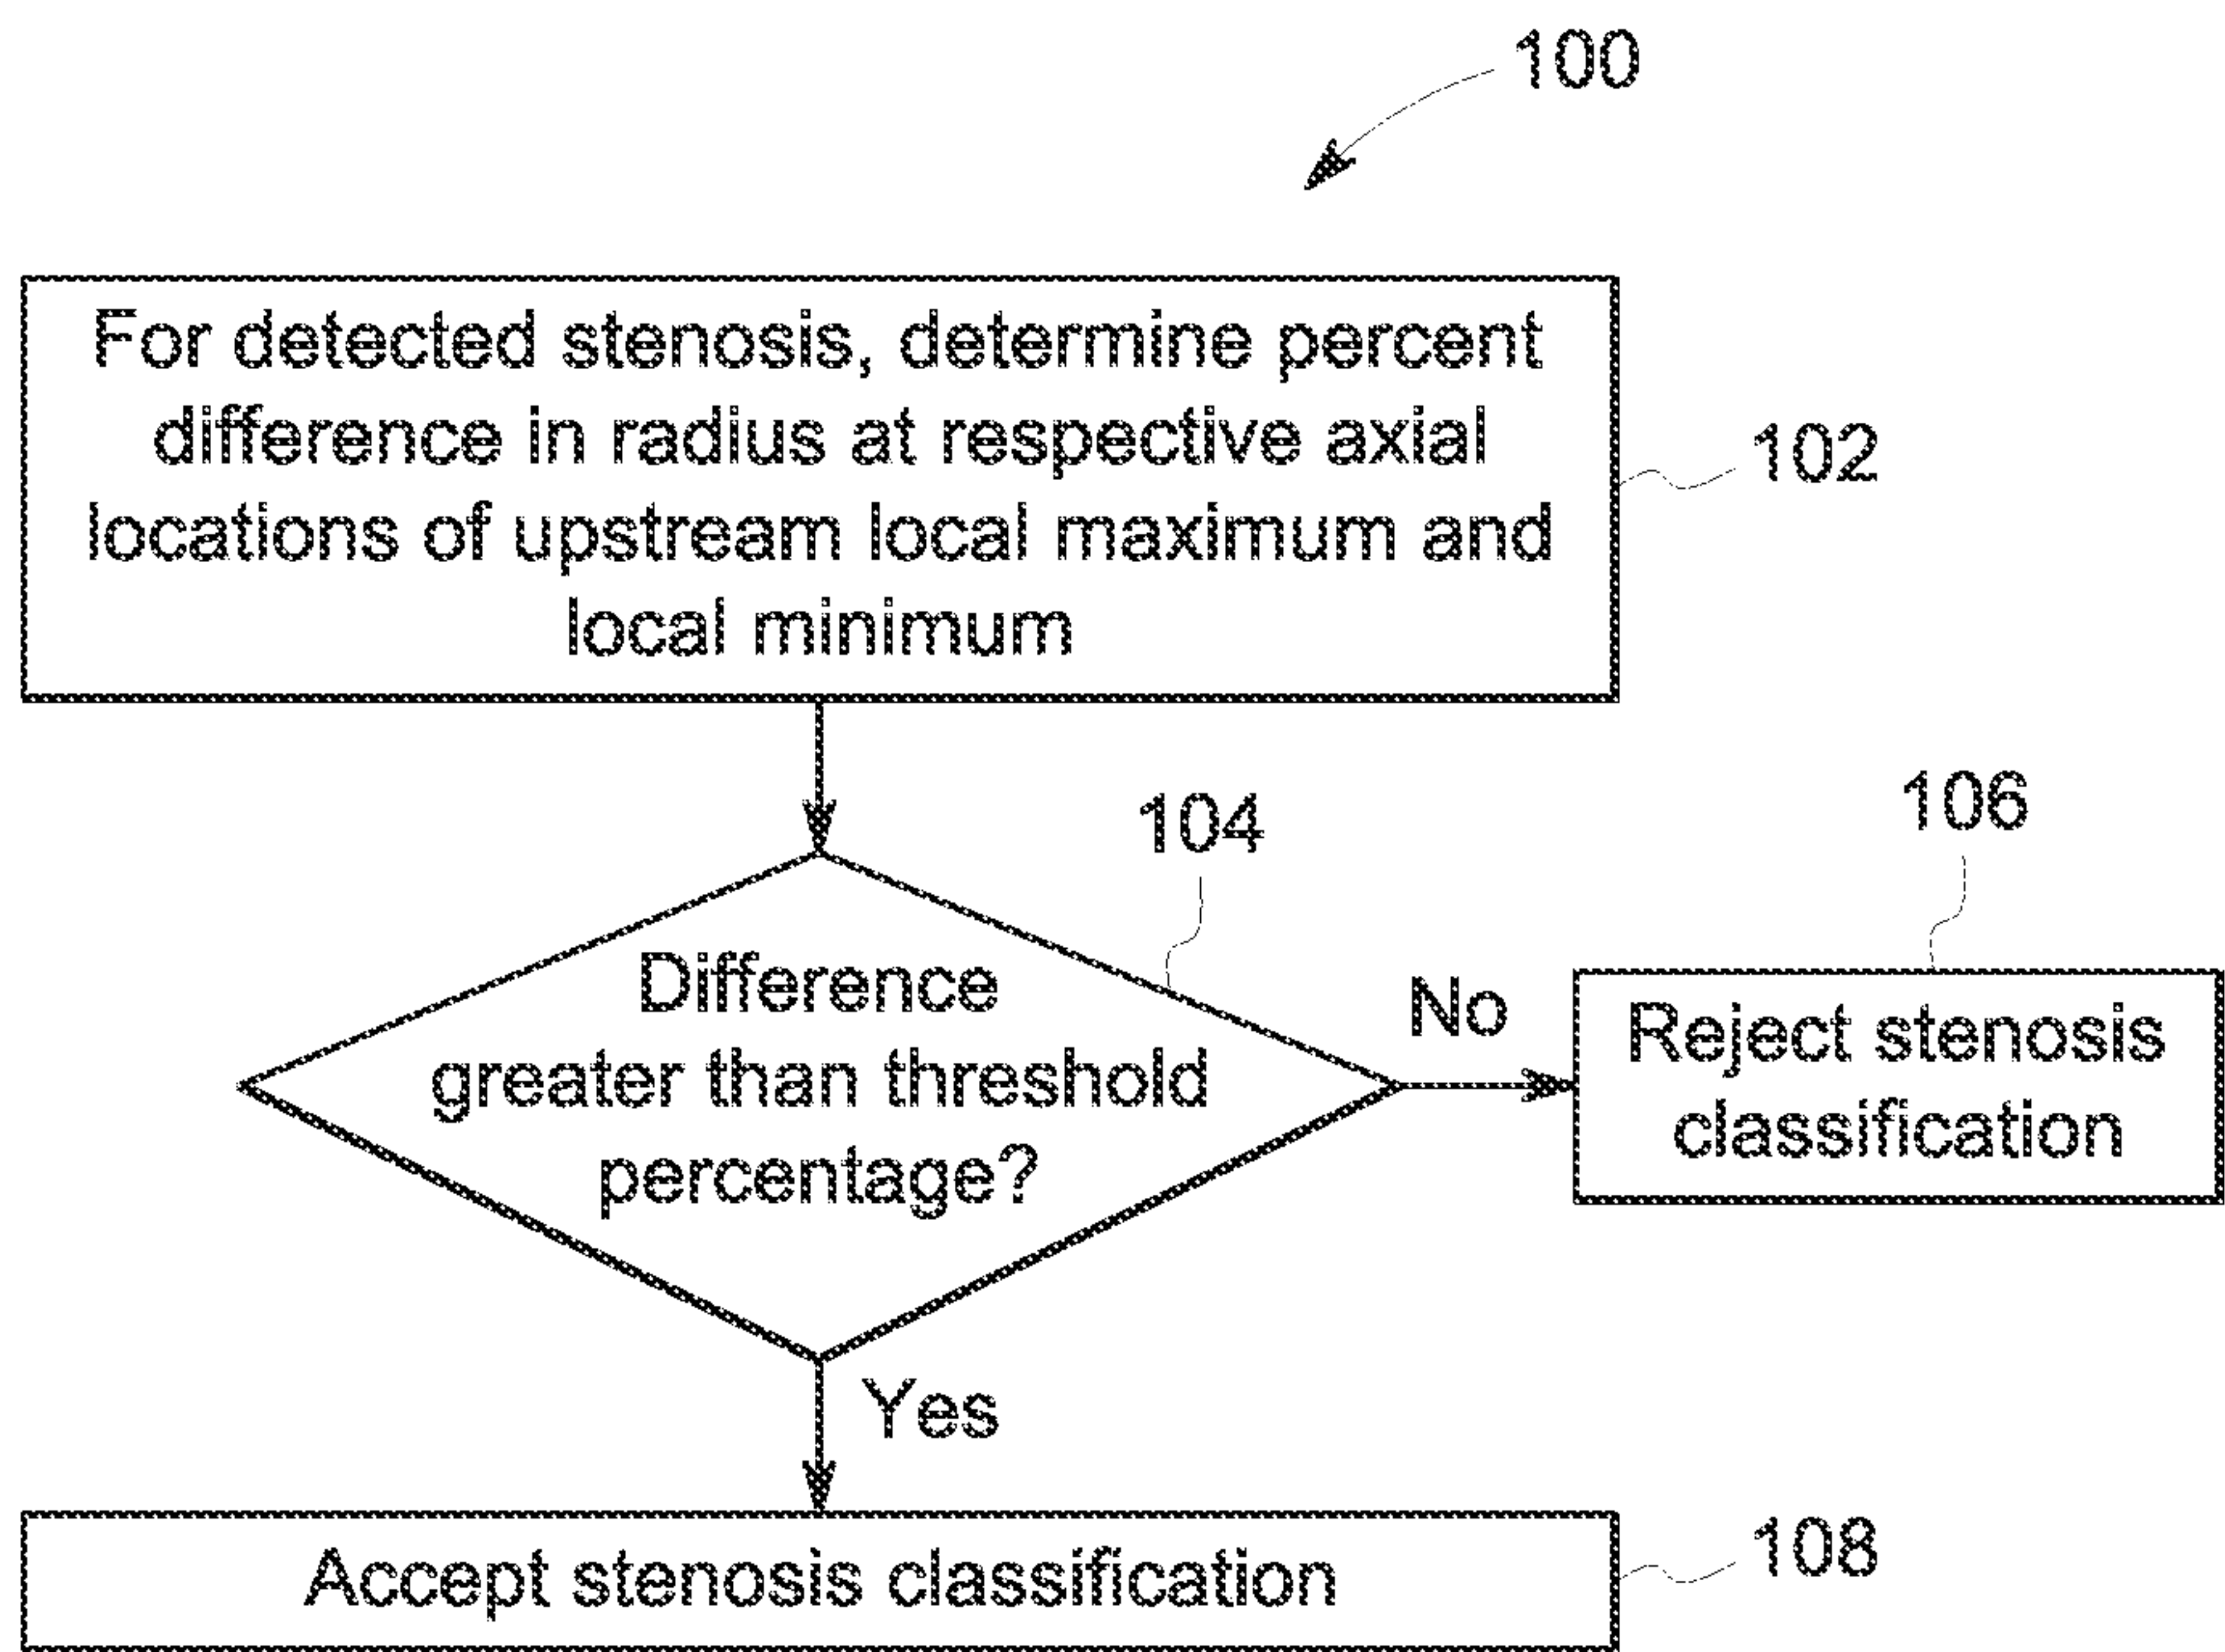 100
For detected stenosis, determine percent
difference in radius at respective axial
locations of upstream local maximum and
local minimum
102
104
106
Difference
greater than threshold
percentage?
No
Reject stenosis
classification
Yes
Accept stenosis classification
108